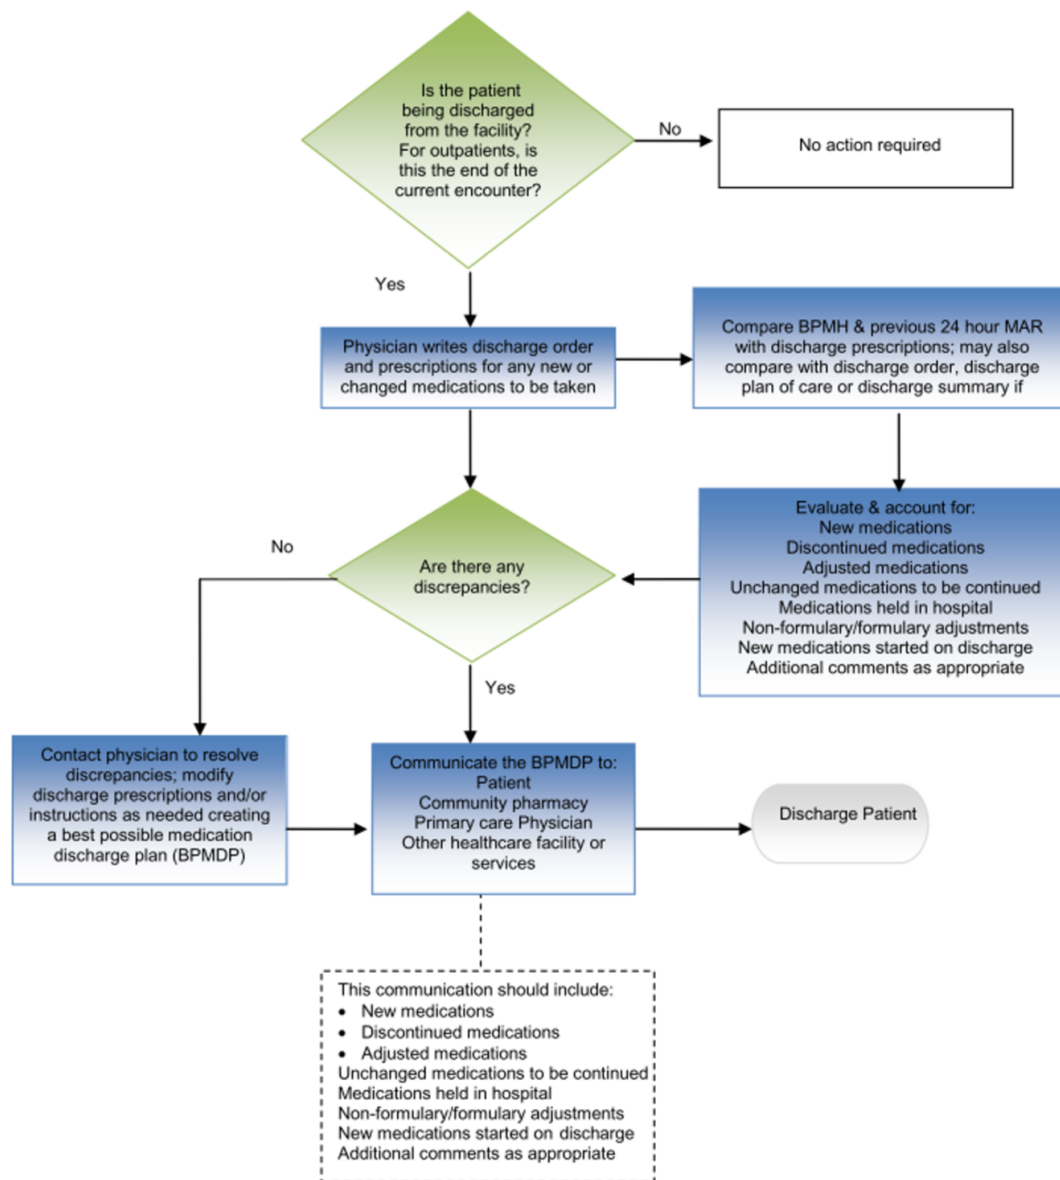 Is the patient
being discharged
from the facility?
For outpatients, is
this the end of the
current encounter?
No
No action required
Yes
Physician writes discharge order
and prescriptions for any new or
changed medications to be taken
Compare BPMH & previous 24 hour MAR
with discharge prescriptions; may also
compare with discharge order, discharge
plan of care or discharge summary if
Evaluate & account for:
New medications
Discontinued medications
Adjusted medications
Unchanged medications to be continued
Medications held in hospital
Non-formulary/formulary adjustments
New medications started on discharge
Additional comments as appropriate
No
Are there any
discrepancies?
Yes
Contact physician to resolve
discrepancies; modify
discharge prescriptions and/or
instructions as needed creating
a best possible medication
discharge plan (BPMDP)
Communicate the BPMDP to:
Patient
Community pharmacy
Primary care Physician
Other healthcare facility or
services
Discharge Patient
This communication should include:
• New medications
• Discontinued medications
• Adjusted medications
Unchanged medications to be continued
Medications held in hospital
Non-formulary/formulary adjustments
New medications started on discharge
Additional comments as appropriate